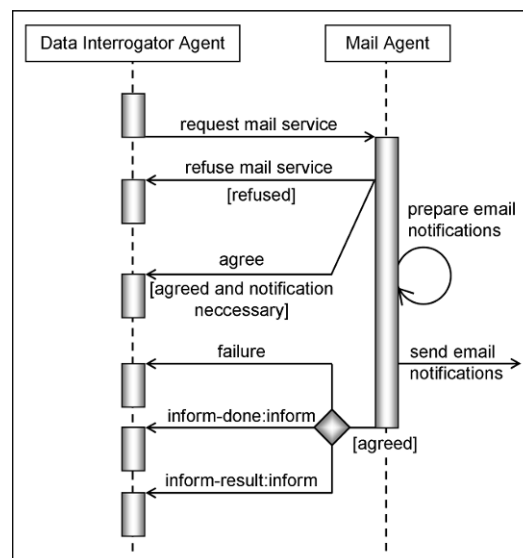 Data Interrogator Agent
Mail Agent
request mail service
refuse mail service
[refused]
prepare email
notifications
agree
[agreed and notification
neccessary]
failure
send email
notifications
inform-done:inform
[agreed]
inform-result:inform